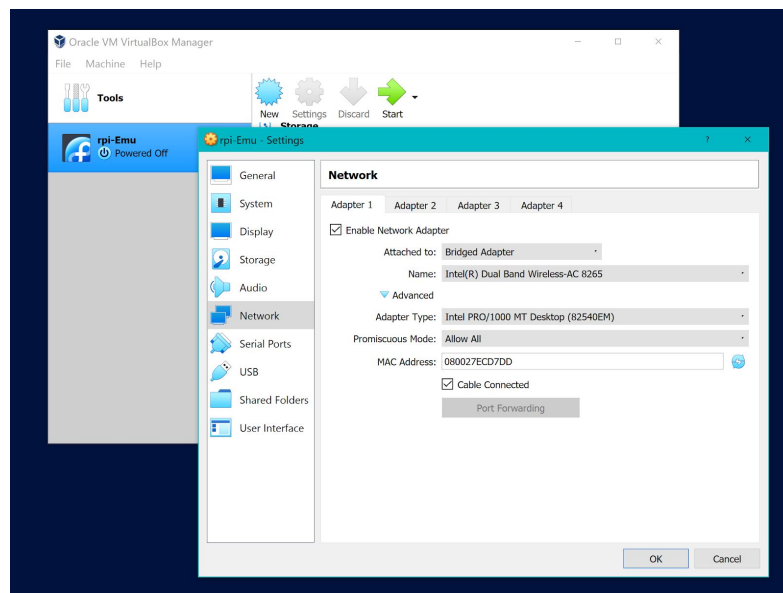 Oracle VM VirtualBox Manager
File Machine Help
Tools
New Settings Discard Start
Storage
rpi-Emu
Powered Off
rpi-Emu - Settings ? ×
General
System
Display
Storage
Audio
Network
Serial Ports
USB
Shared Folders
User Interface
Network
Adapter 1 Adapter 2 Adapter 3 Adapter 4
Enable Network Adapter
Attached to: Bridged Adapter
Name: Intel(R) Dual Band Wireless-AC 8265
Advanced
Adapter Type: Intel PRO/1000 MT Desktop (82540EM)
Promiscuous Mode: Allow All
MAC Address: 080027ECD7DD
Cable Connected
Port Forwarding
OK Cancel